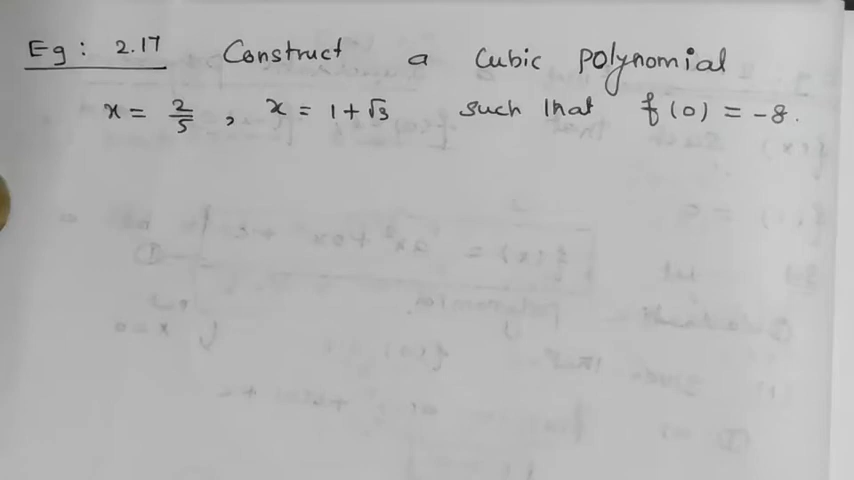 Eg: 2.17 Construct a cubic polynomial
x = 2/5, x = 1+√3 such that f(0) = -8.